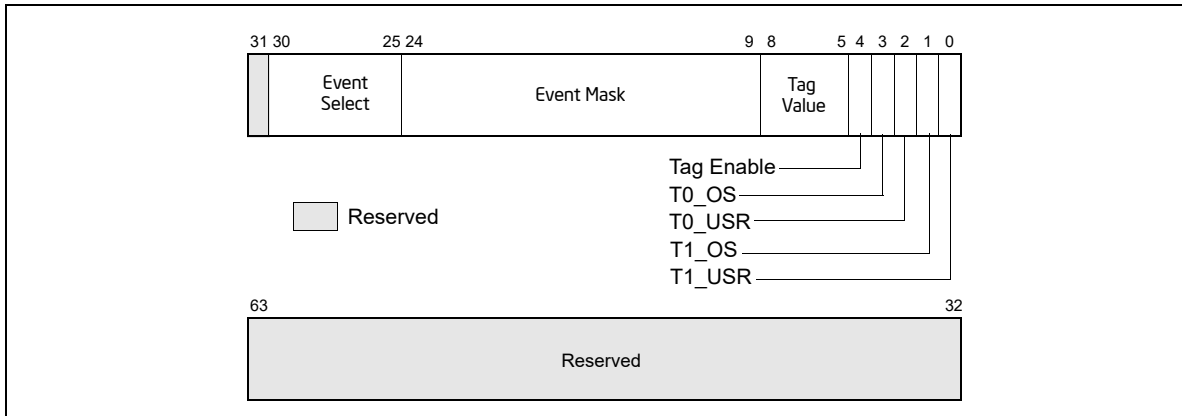 31 30 25 24 9 8 5 4 3 2 1 0
Event
Select
Event Mask
Tag
Value
Tag Enable
T0_OS
T0_USR
T1_OS
T1_USR
Reserved
63 32
Reserved